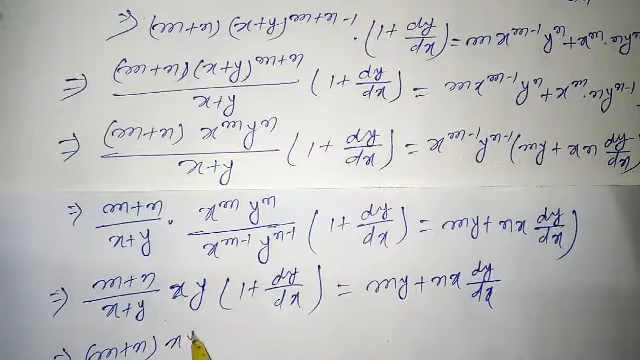 ⇒ (m+n)(x+y)^{m+n-1} · (1 + dy/dx) = m x^{m-1} y^n + x^m · n y^{n-1}
⇒ (m+n)(x+y)^{m+n} / (x+y) (1 + dy/dx) = m x^{m-1} y^n + x^m · n y^{n-1}
⇒ (m+n) x^m y^n / (x+y) (1 + dy/dx) = x^{m-1} y^{n-1} (my + xn dy/dx)
⇒ (m+n) / (x+y) · x^m y^n / x^{m-1} y^{n-1} (1 + dy/dx) = my + nx dy/dx
⇒ (m+n) / (x+y) xy (1 + dy/dx) = my + nx dy/dx
⇒ (m+n) x